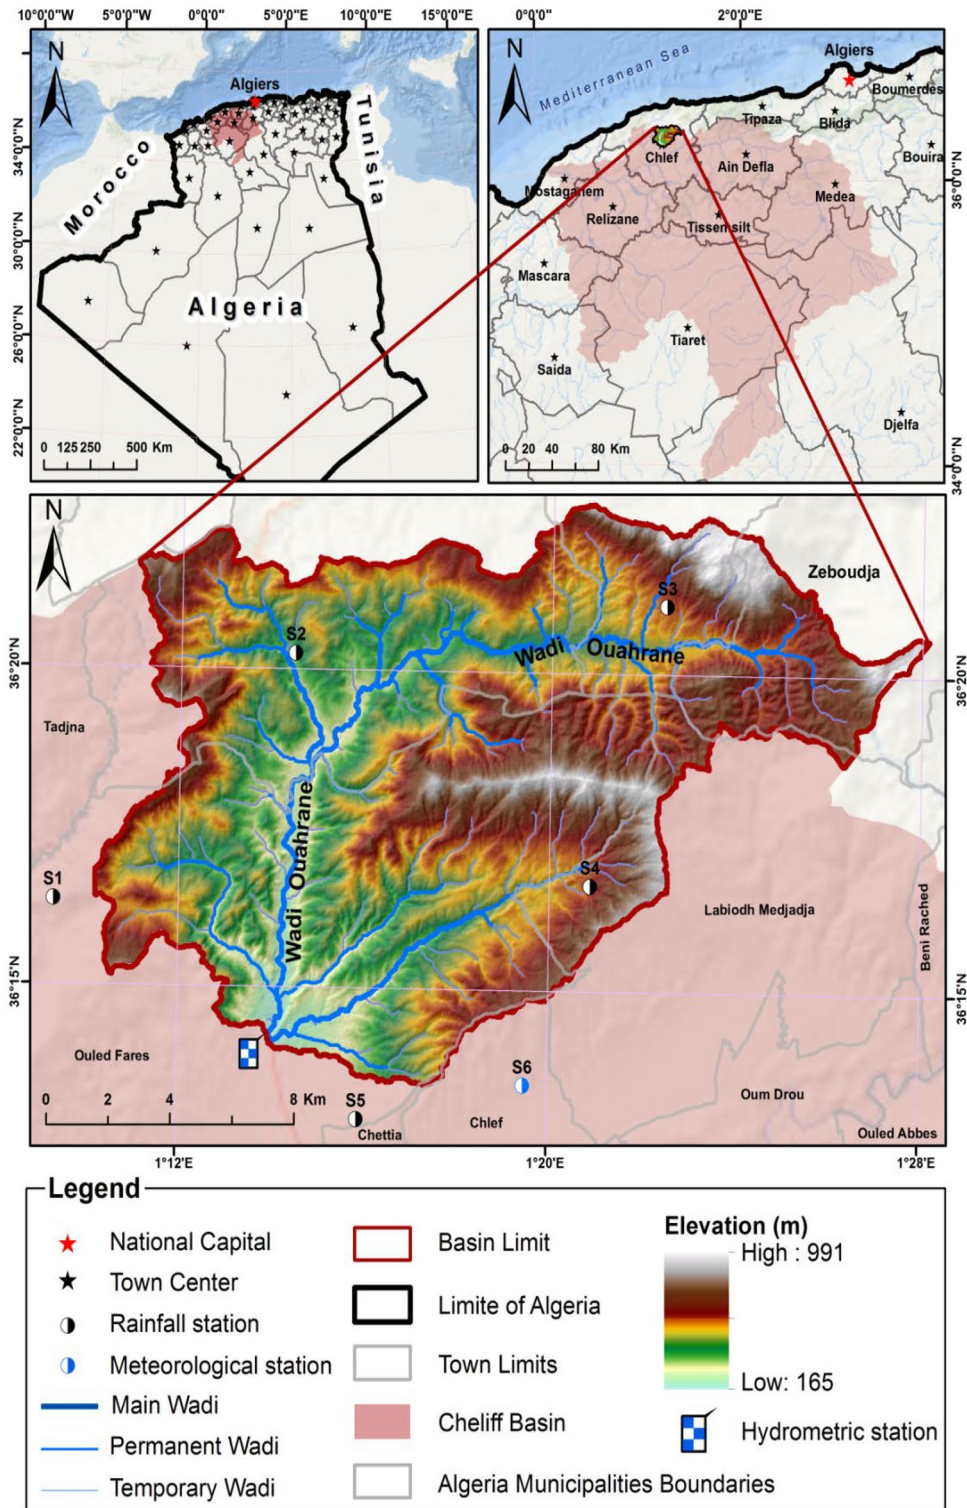 10°0'0"W 5°0'0"W 0°0'0" 5°0'0"E 10°0'0"E 15°0'0"E
N
Algiers
Morocco
Tunisia
Algeria
34°0'0"N
30°0'0"N
26°0'0"N
22°0'0"N
0 125 250 500 Km
0°0'0" 2°0'0"E
N
Mediterranean Sea
Algiers
Boumerdes
Tipaza
Blida
Bouira
Chlef
Ain Defla
Mostaganem
Medea
Relizane
Tissemsilt
Mascara
Tiaret
Saida
Djelfa
36°0'0"N
34°0'0"N
0 20 40 80 Km
N
Zeboudja
S3
S2
Wadi Ouahrane
36°20'N
36°20'N
Tadjna
Wadi Ouahrane
S1
S4
Labiodh Medjadja
Beni Rached
36°15'N
36°15'N
Ouled Fares
S6
Oum Drou
0 2 4 8 Km
S5
Chlef
Chettia
Ouled Abbes
1°12'E 1°20'E 1°28'E
Legend
National Capital
Town Center
Rainfall station
Meteorological station
Main Wadi
Permanent Wadi
Temporary Wadi
Basin Limit
Limite of Algeria
Town Limits
Cheliff Basin
Algeria Municipalities Boundaries
Elevation (m)
High : 991
Low: 165
Hydrometric station